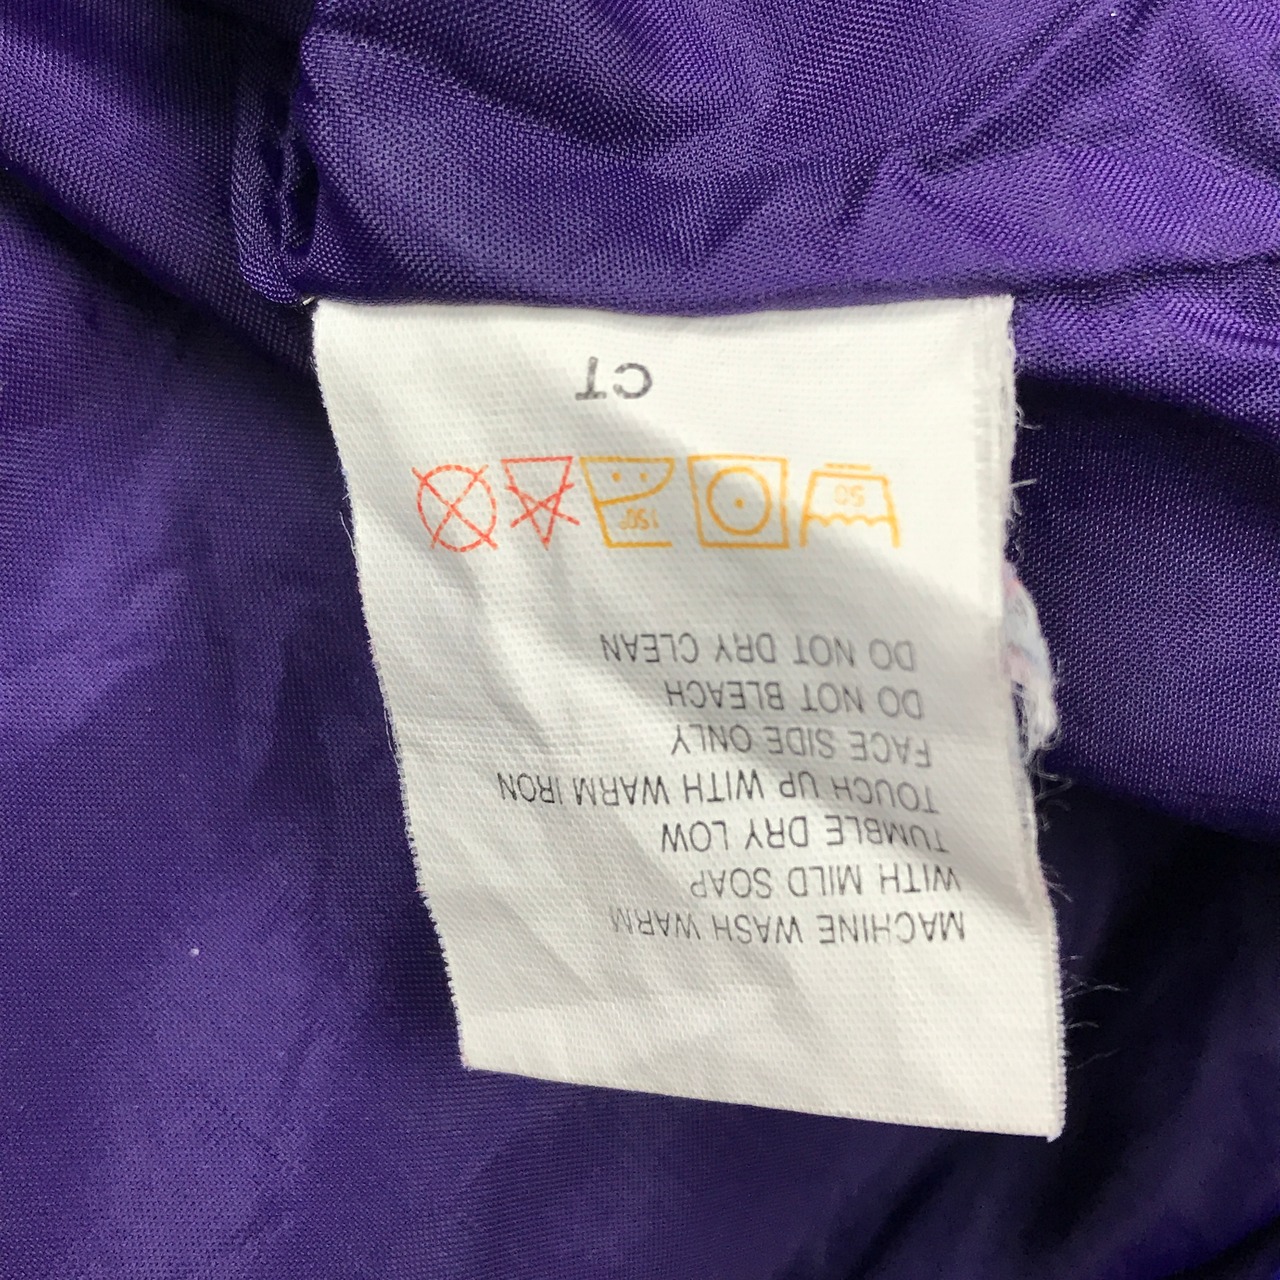 MACHINE WASH WARM
WITH MILD SOAP
TUMBLE DRY LOW
TOUCH UP WITH WARM IRON
FACE SIDE ONLY
DO NOT BLEACH
DO NOT DRY CLEAN
50 150°
CT